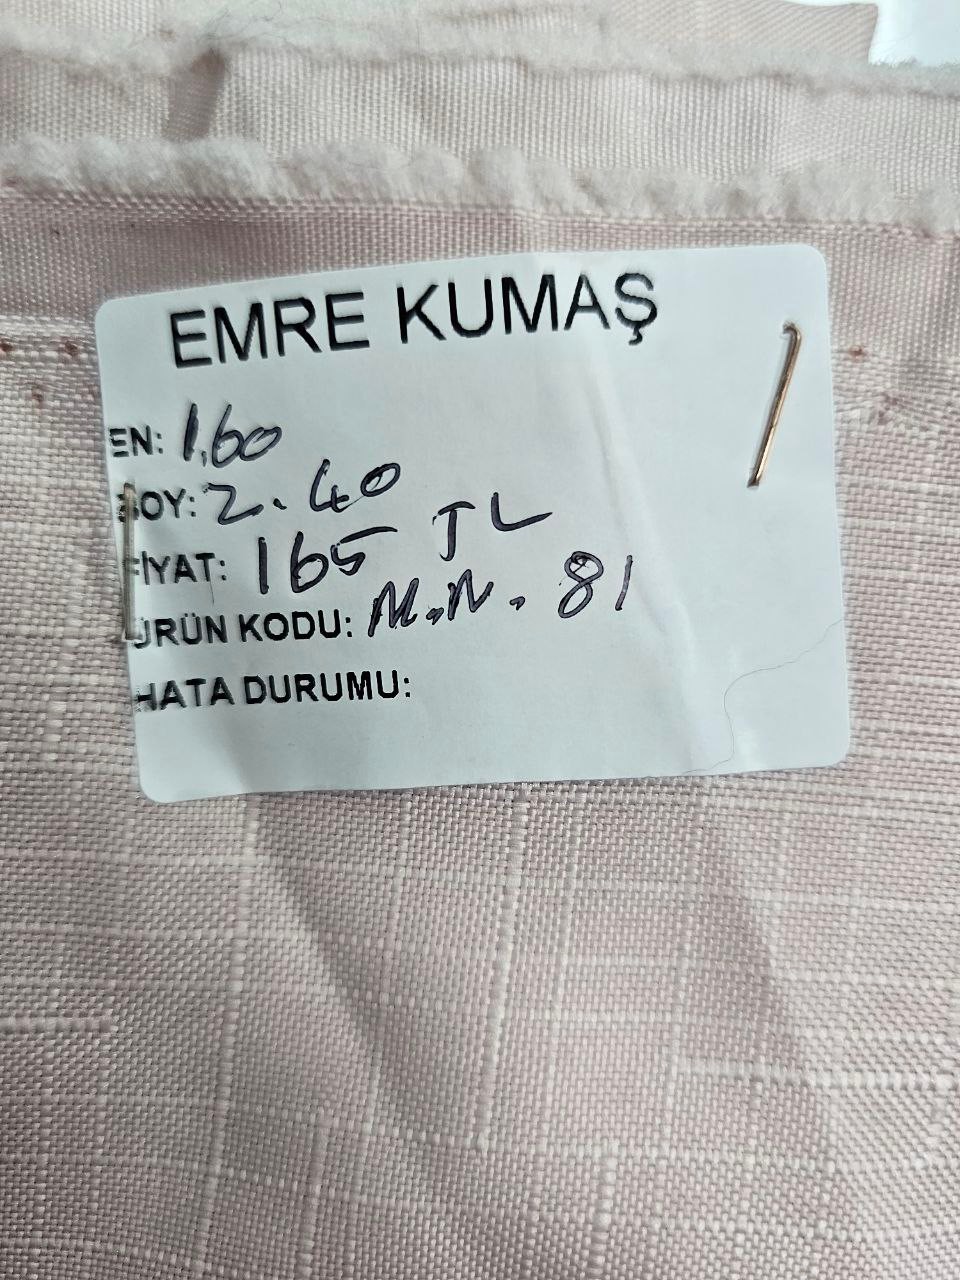 EMRE KUMAŞ
EN: 1.60
BOY: 2.40
FİYAT: 165 TL
ÜRÜN KODU: M.N. 81
HATA DURUMU: